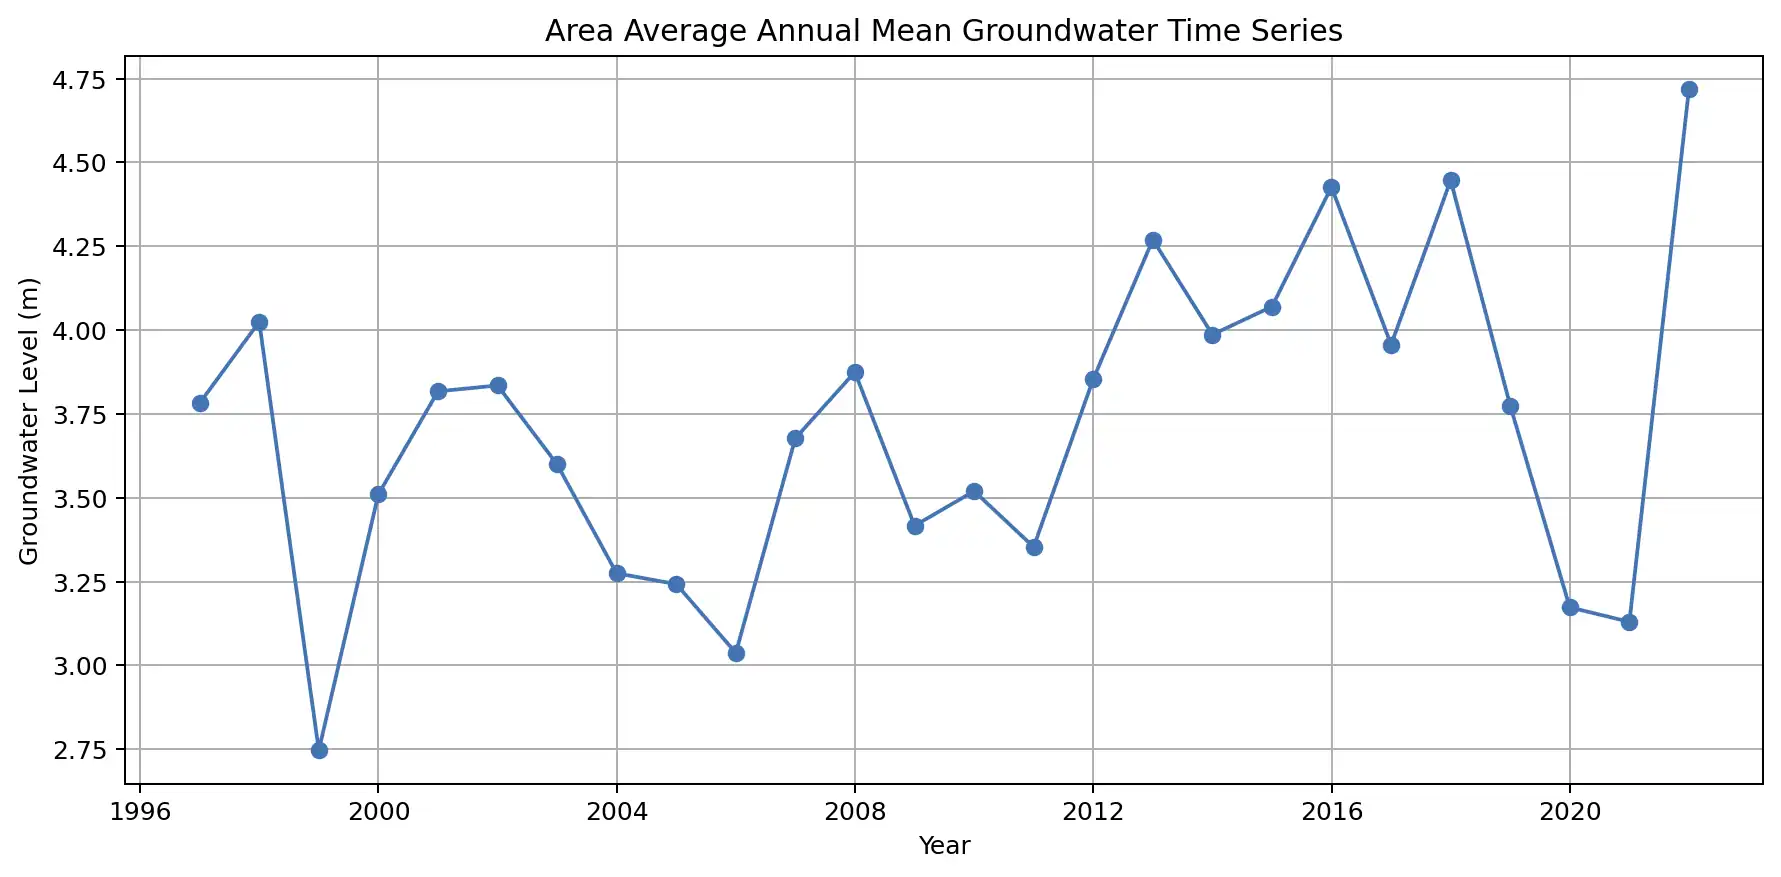 Area Average Annual Mean Groundwater Time Series
Groundwater Level (m)
4.75
4.50
4.25
4.00
3.75
3.50
3.25
3.00
2.75
1996 2000 2004 2008 2012 2016 2020
Year